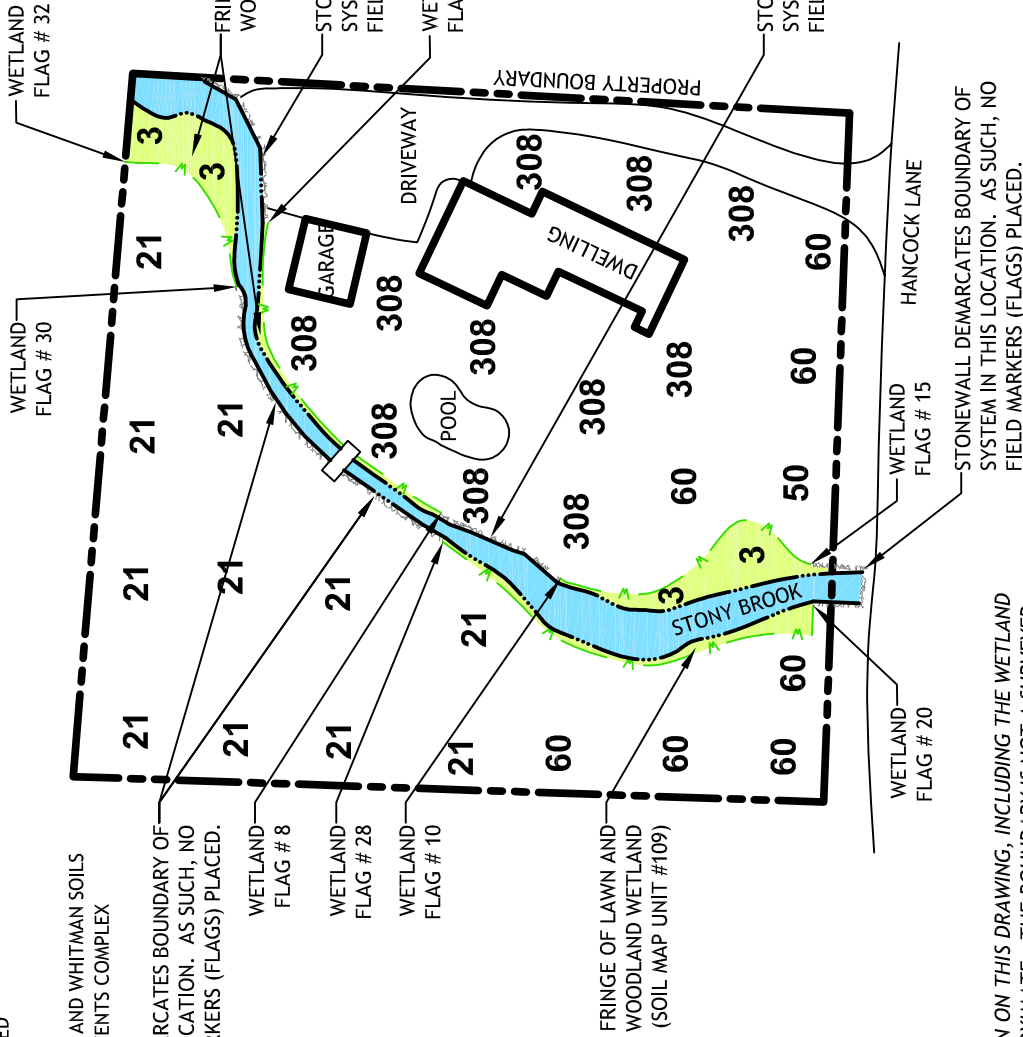 WETLAND
FLAG # 32
FRI
WO
STO
SYS
FIEL
WE
FLA
STO
SYS
FIEL
WETLAND
FLAG # 30
PROPERTY BOUNDARY
DRIVEWAY
GARAGE
DWELLING
POOL
HANCOCK LANE
STONY BROOK
3
3
21
21
21
21
21
21
21
21
21
21
21
308
308
308
308
308
308
308
308
308
308
308
60
60
60
50
3
3
60
60
60
60
WETLAND
FLAG # 15
STONEWALL DEMARCATES BOUNDARY OF
SYSTEM IN THIS LOCATION. AS SUCH, NO
FIELD MARKERS (FLAGS) PLACED.
WETLAND
FLAG # 20
ED
AND WHITMAN SOILS
ENTS COMPLEX
RCATES BOUNDARY OF
CATION. AS SUCH, NO
RKERS (FLAGS) PLACED.
WETLAND
FLAG # 8
WETLAND
FLAG # 28
WETLAND
FLAG # 10
FRINGE OF LAWN AND
WOODLAND WETLAND
(SOIL MAP UNIT #109)
N ON THIS DRAWING, INCLUDING THE WETLAND